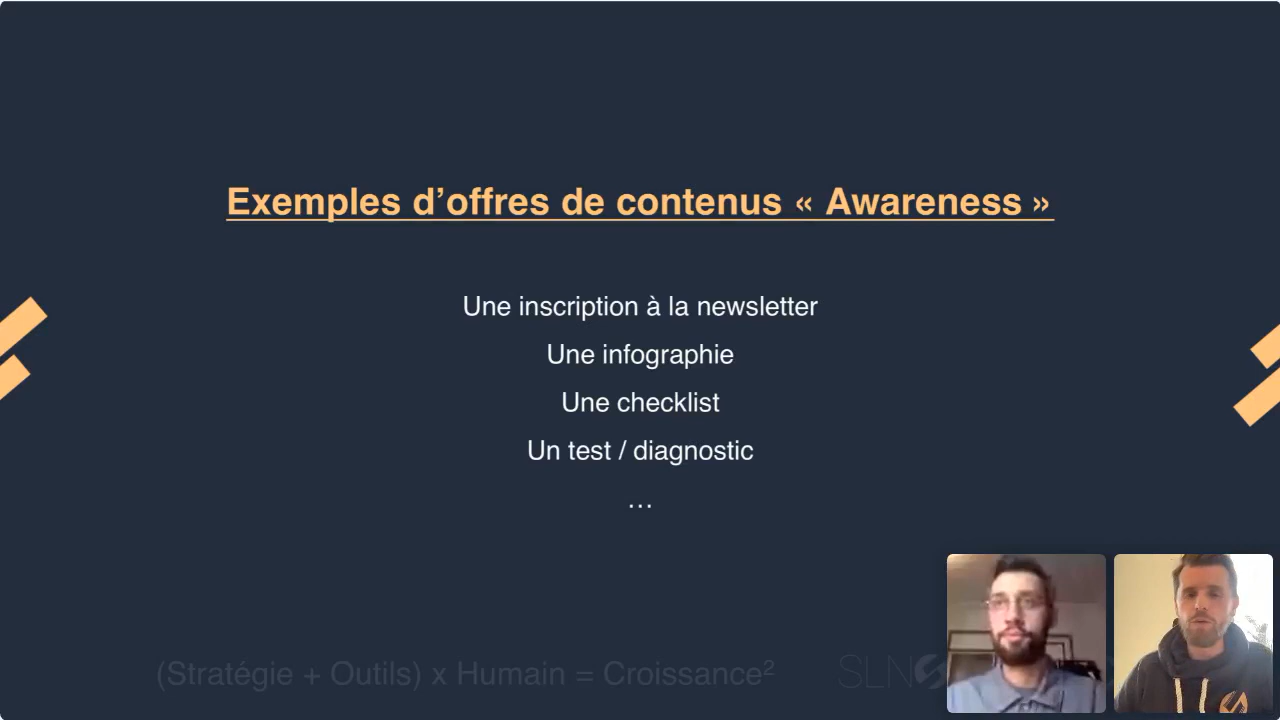 Exemples d’offres de contenus « Awareness »
Une inscription à la newsletter
Une infographie
Une checklist
Un test / diagnostic
…
(Stratégie + Outils) x Humain = Croissance²
SLN